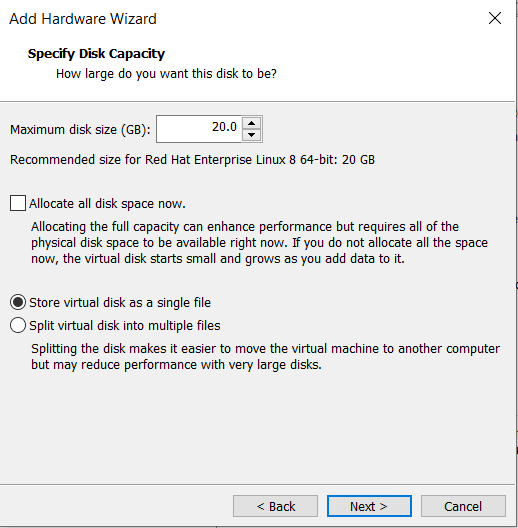 Add Hardware Wizard
Specify Disk Capacity
How large do you want this disk to be?
Maximum disk size (GB): 20.0
Recommended size for Red Hat Enterprise Linux 8 64-bit: 20 GB
Allocate all disk space now.
Allocating the full capacity can enhance performance but requires all of the
physical disk space to be available right now. If you do not allocate all the space
now, the virtual disk starts small and grows as you add data to it.
Store virtual disk as a single file
Split virtual disk into multiple files
Splitting the disk makes it easier to move the virtual machine to another computer
but may reduce performance with very large disks.
< Back Next > Cancel